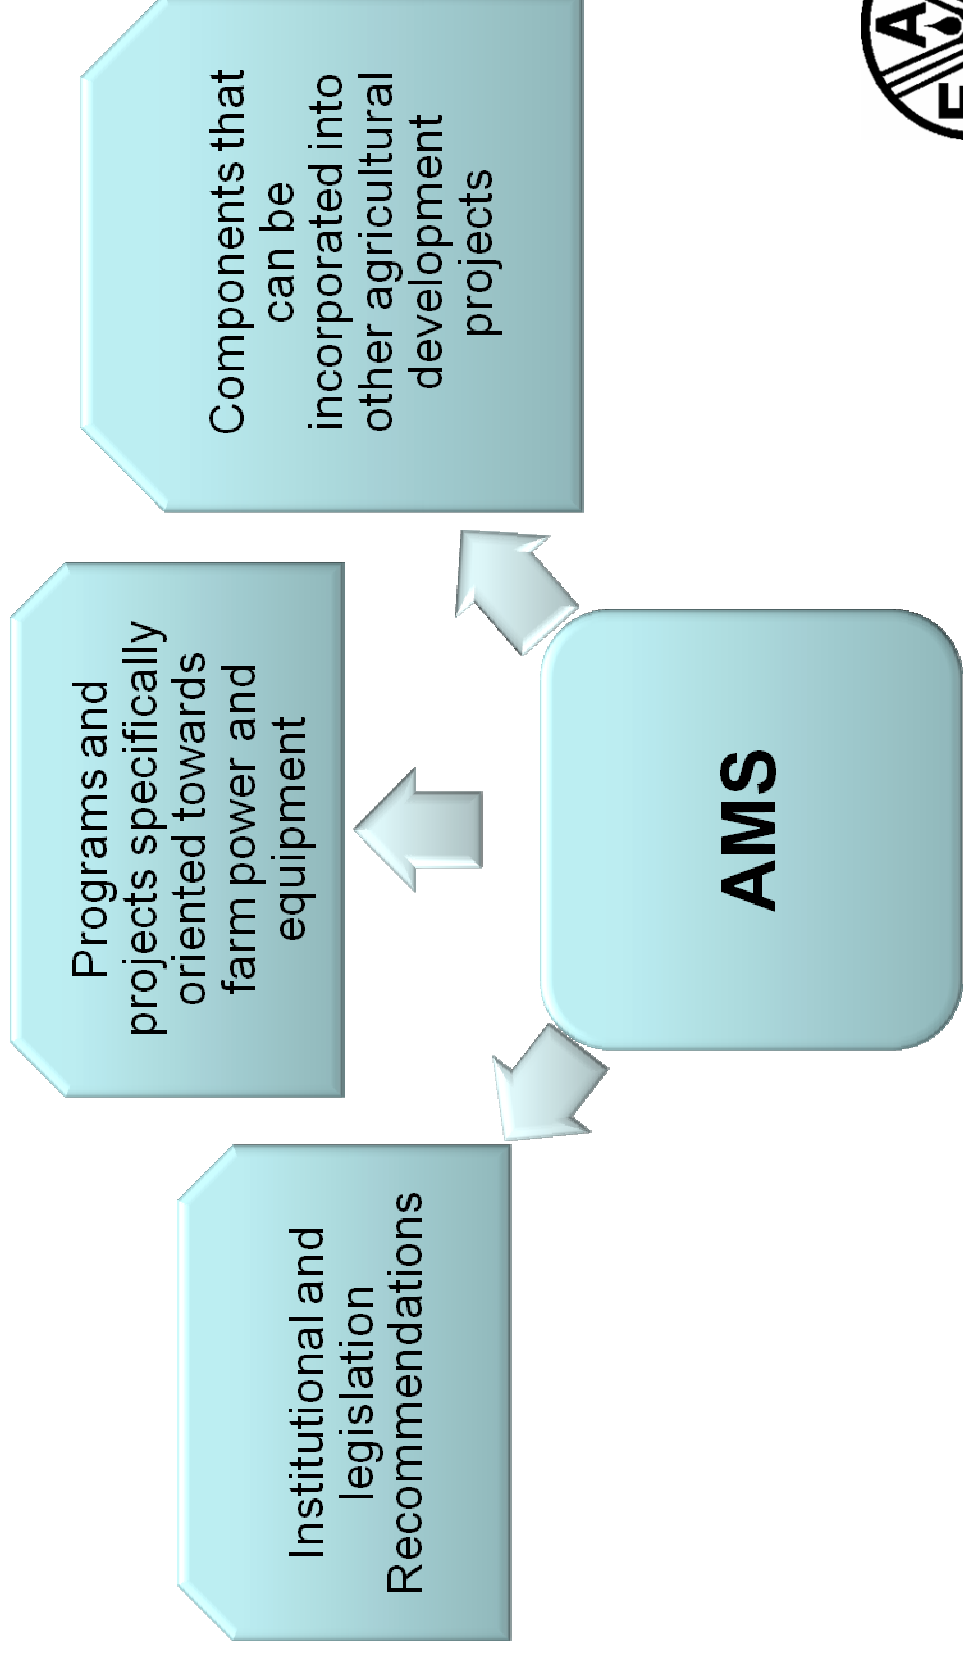 Institutional and
legislation
Recommendations
Programs and
projects specifically
oriented towards
farm power and
equipment
Components that
can be
incorporated into
other agricultural
development
projects
AMS
F A